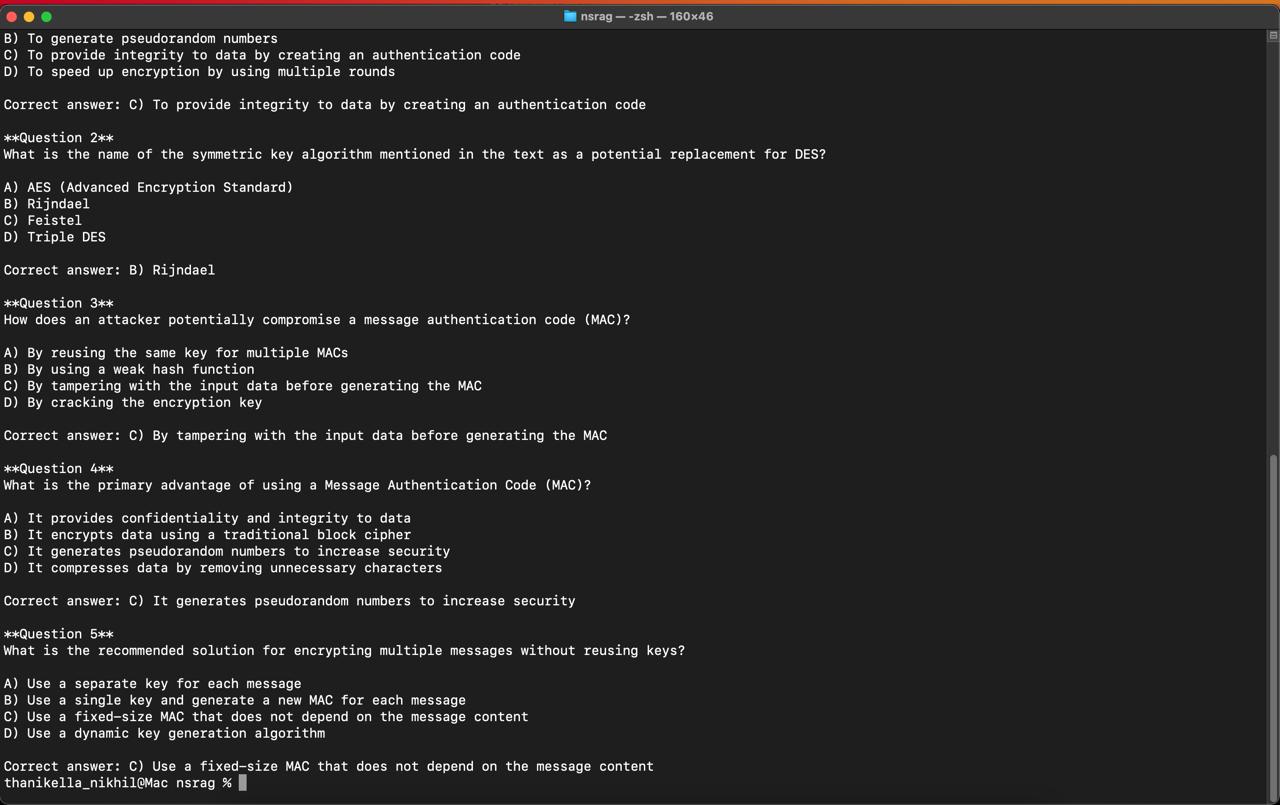 nsrag — -zsh — 160×46
B) To generate pseudorandom numbers
C) To provide integrity to data by creating an authentication code
D) To speed up encryption by using multiple rounds
Correct answer: C) To provide integrity to data by creating an authentication code
**Question 2**
What is the name of the symmetric key algorithm mentioned in the text as a potential replacement for DES?
A) AES (Advanced Encryption Standard)
B) Rijndael
C) Feistel
D) Triple DES
Correct answer: B) Rijndael
**Question 3**
How does an attacker potentially compromise a message authentication code (MAC)?
A) By reusing the same key for multiple MACs
B) By using a weak hash function
C) By tampering with the input data before generating the MAC
D) By cracking the encryption key
Correct answer: C) By tampering with the input data before generating the MAC
**Question 4**
What is the primary advantage of using a Message Authentication Code (MAC)?
A) It provides confidentiality and integrity to data
B) It encrypts data using a traditional block cipher
C) It generates pseudorandom numbers to increase security
D) It compresses data by removing unnecessary characters
Correct answer: C) It generates pseudorandom numbers to increase security
**Question 5**
What is the recommended solution for encrypting multiple messages without reusing keys?
A) Use a separate key for each message
B) Use a single key and generate a new MAC for each message
C) Use a fixed-size MAC that does not depend on the message content
D) Use a dynamic key generation algorithm
Correct answer: C) Use a fixed-size MAC that does not depend on the message content
thanikella_nikhil@Mac nsrag %